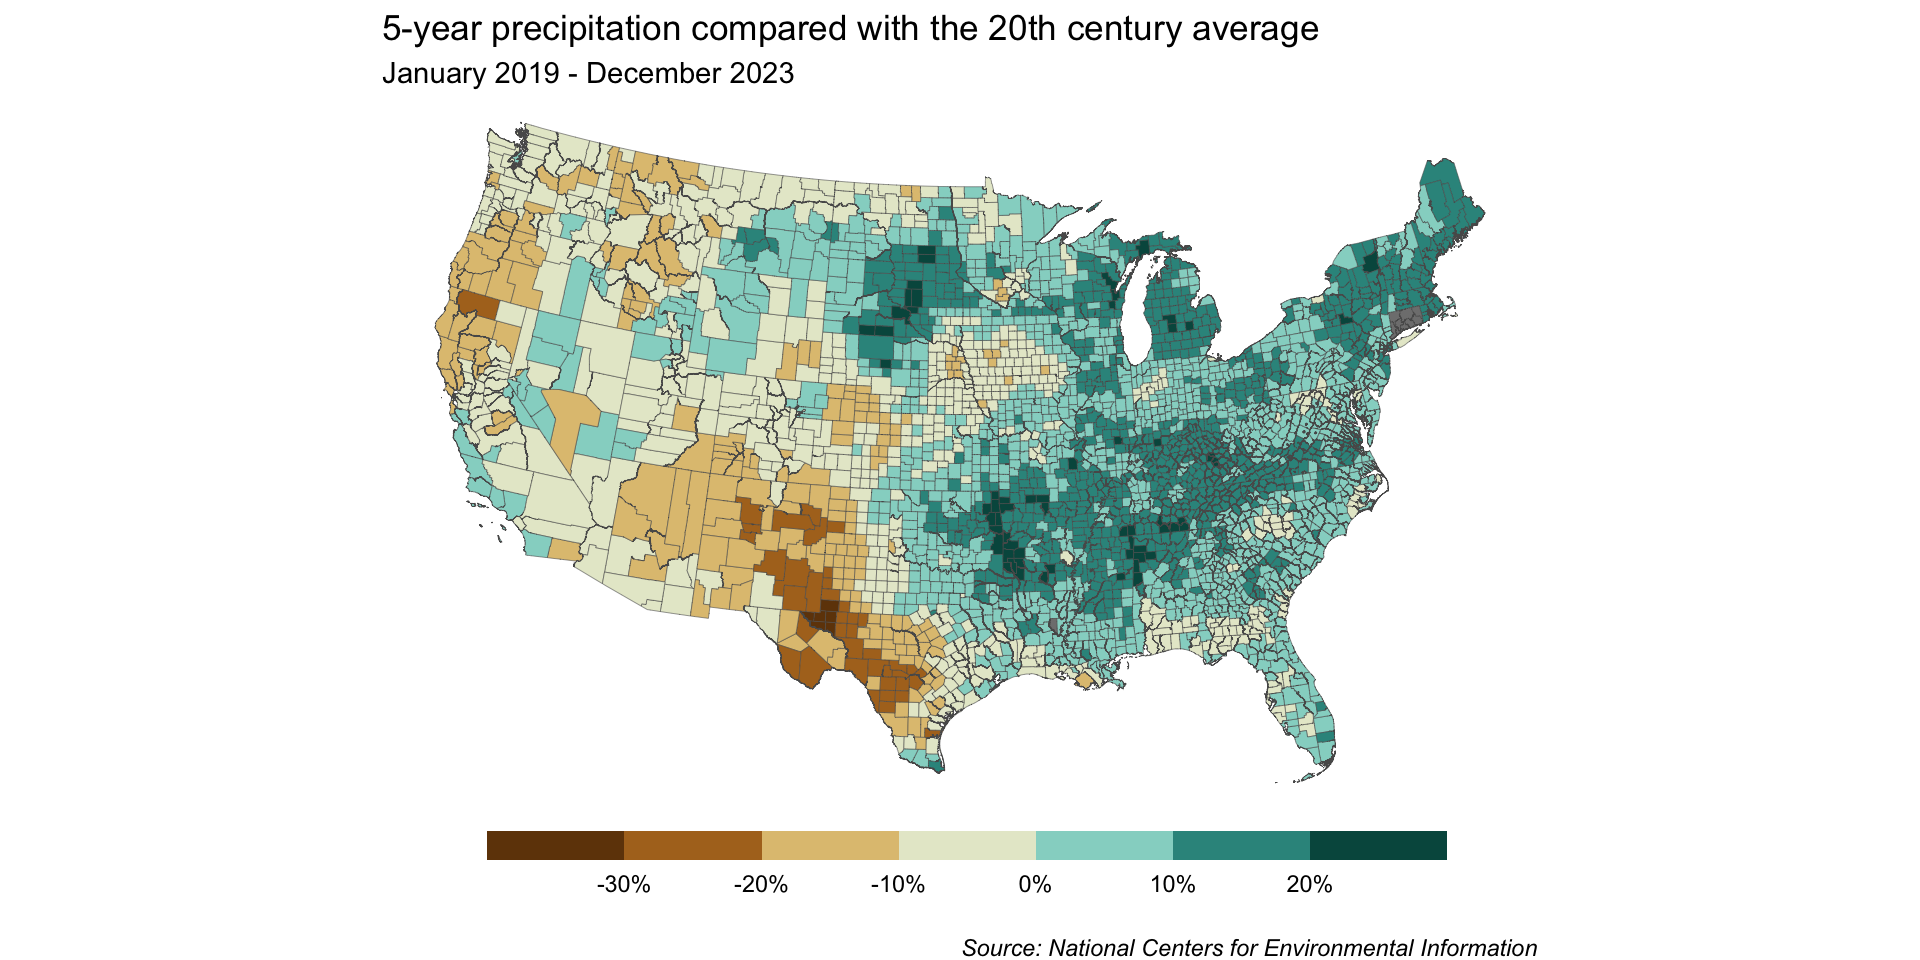 5-year precipitation compared with the 20th century average
January 2019 - December 2023
-30% -20% -10% 0% 10% 20%
Source: National Centers for Environmental Information